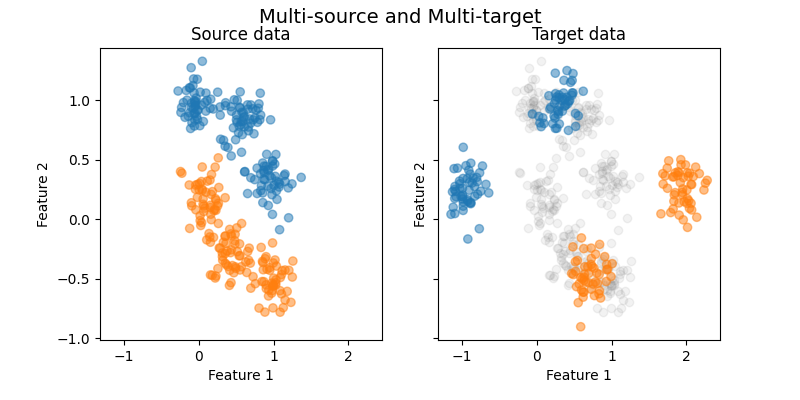 Multi-source and Multi-target
Source data
Target data
Feature 2
1.0
0.5
0.0
−0.5
−1.0
−1
0
1
2
Feature 1
Feature 2
−1
0
1
2
Feature 1